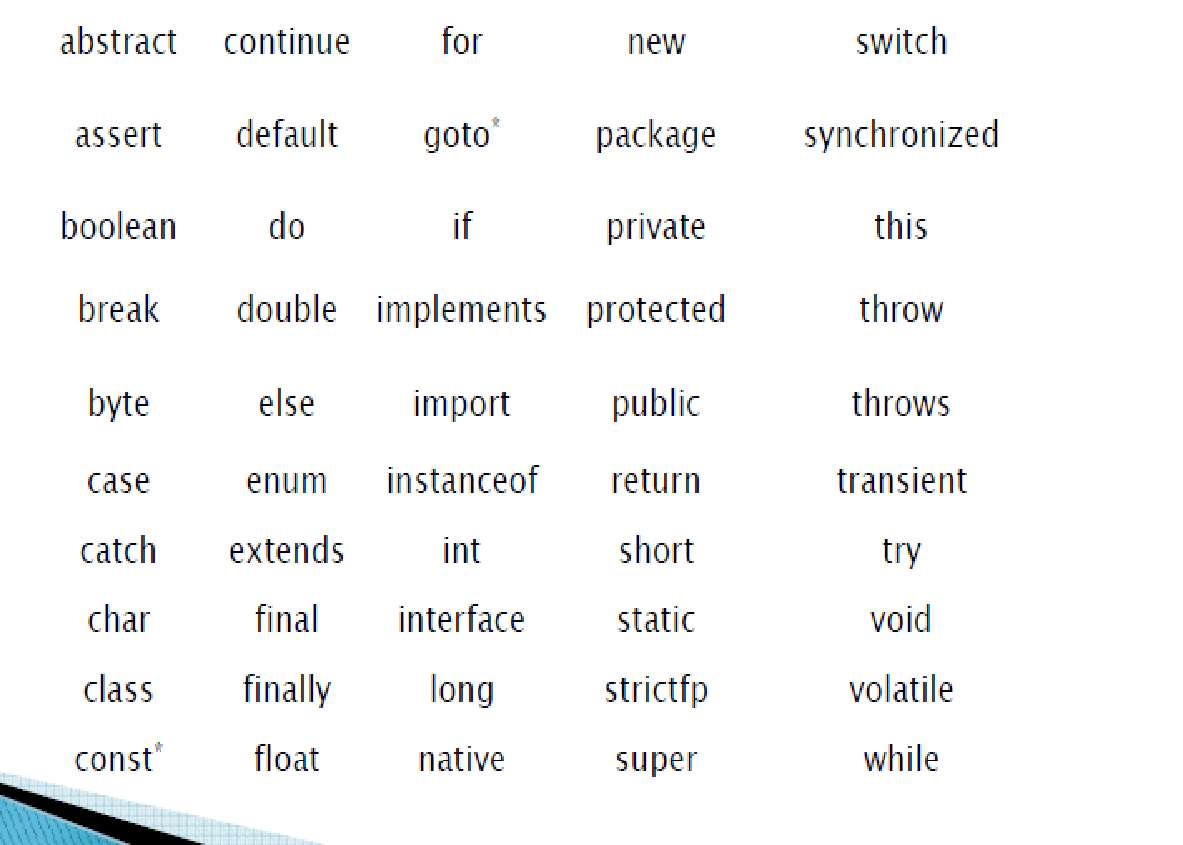 abstract continue for new switch
assert default goto* package synchronized
boolean do if private this
break double implements protected throw
byte else import public throws
case enum instanceof return transient
catch extends int short try
char final interface static void
class finally long strictfp volatile
const* float native super while